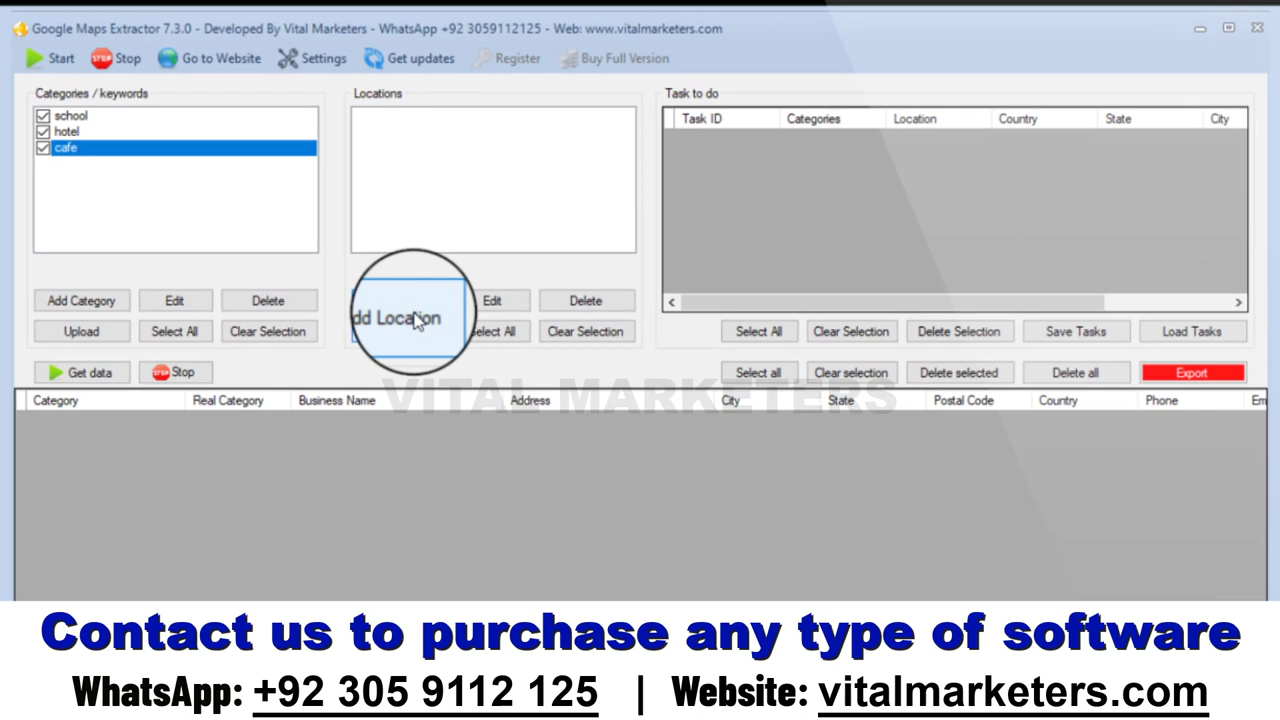 Google Maps Extractor 7.3.0 - Developed By Vital Marketers - WhatsApp +92 3059112125 - Web: www.vitalmarketers.com
Start STOP Stop Go to Website Settings Get updates Register Buy Full Version
Categories / keywords Locations Task to do
school
hotel
cafe
Task ID Categories Location Country State City
Add Category Edit Delete dd Location Edit Delete
Upload Select All Clear Selection elect All Clear Selection Select All Clear Selection Delete Selection Save Tasks Load Tasks
Get data STOP Stop Select all Clear selection Delete selected Delete all Export
VITAL MARKETERS
Category Real Category Business Name Address City State Postal Code Country Phone Em
Contact us to purchase any type of software
WhatsApp: +92 305 9112 125 | Website: vitalmarketers.com